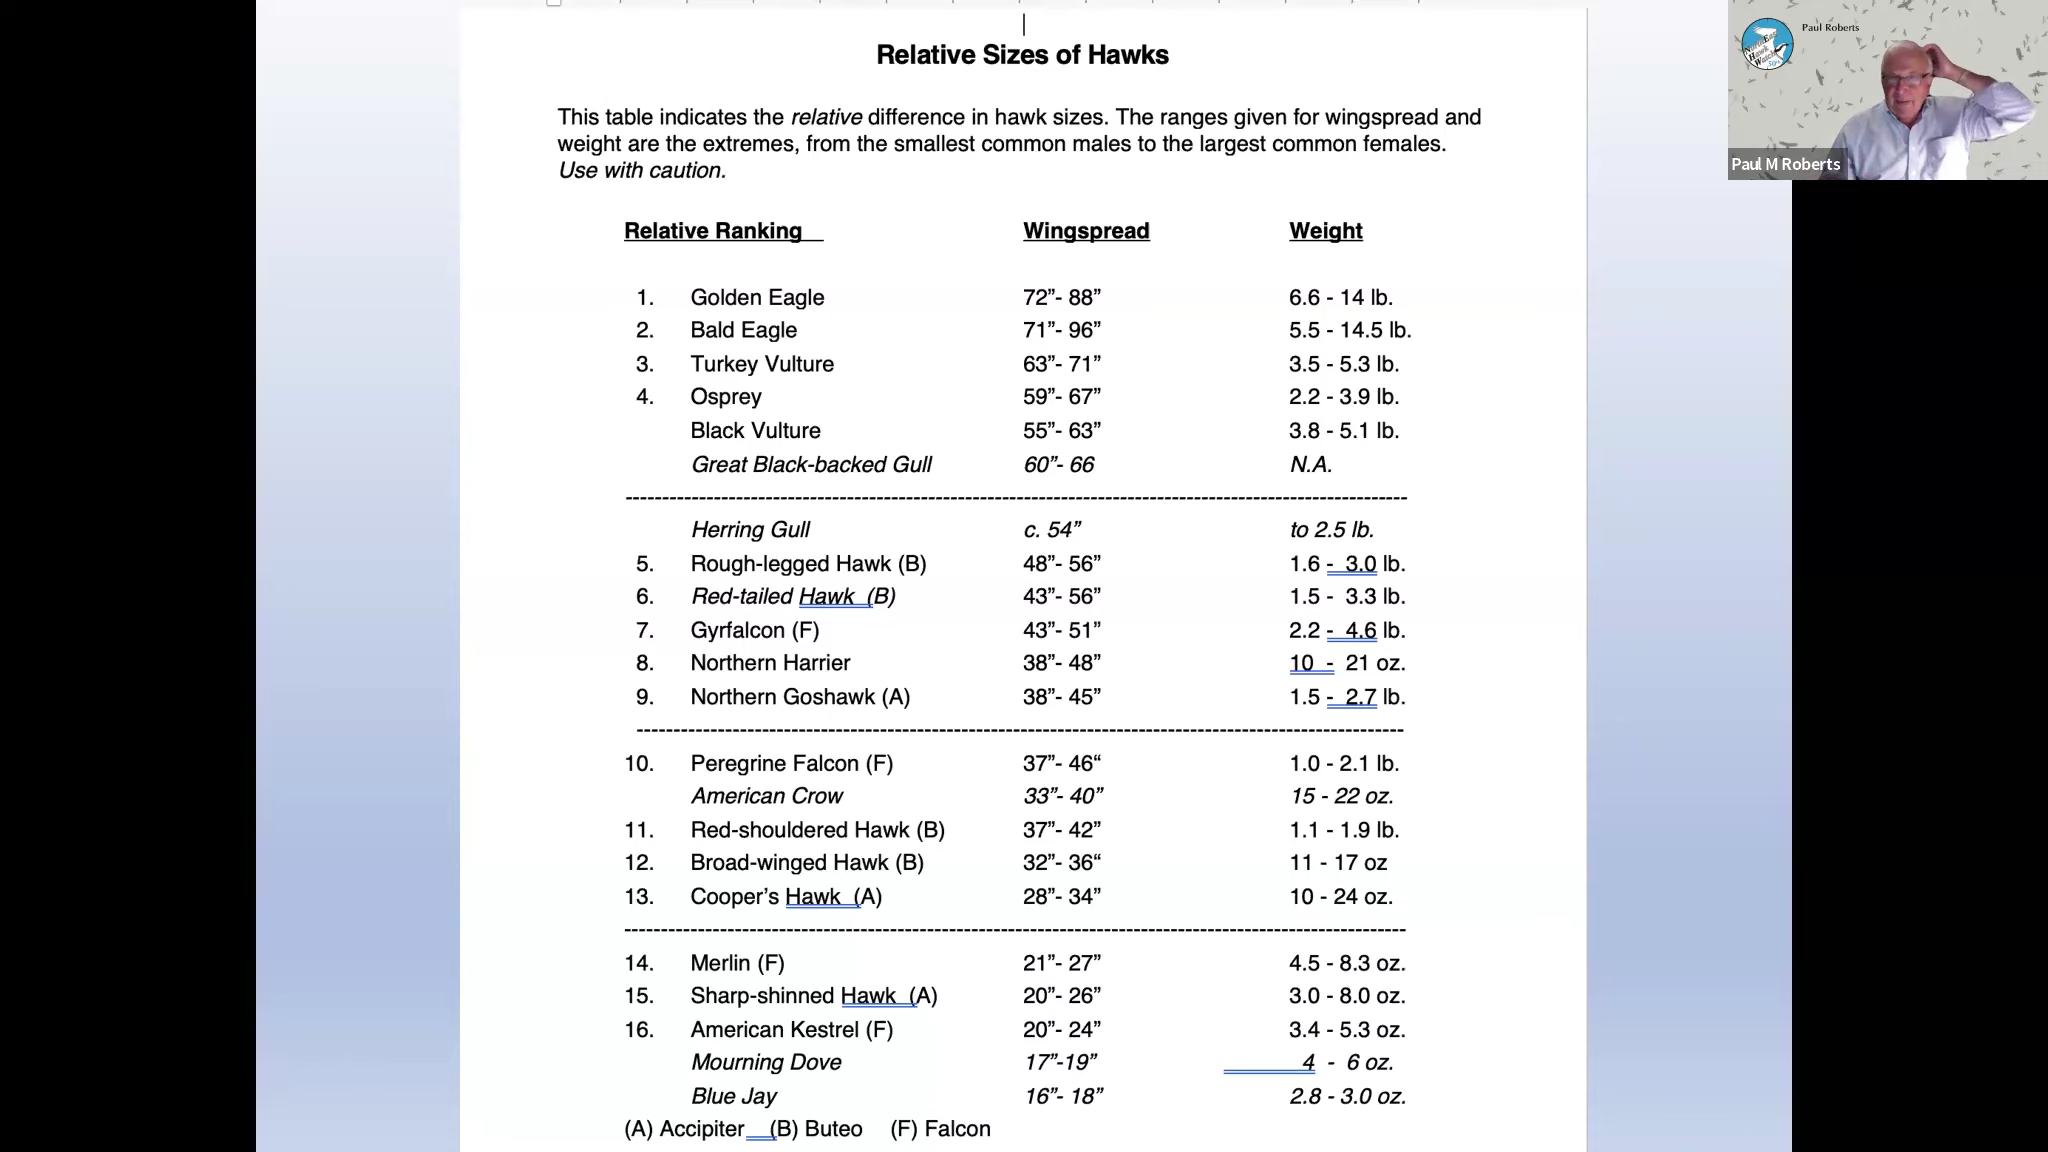 Relative Sizes of Hawks
This table indicates the relative difference in hawk sizes. The ranges given for wingspread and
weight are the extremes, from the smallest common males to the largest common females.
Use with caution.
Relative Ranking Wingspread Weight
1. Golden Eagle 72”- 88” 6.6 - 14 lb.
2. Bald Eagle 71”- 96” 5.5 - 14.5 lb.
3. Turkey Vulture 63”- 71” 3.5 - 5.3 lb.
4. Osprey 59”- 67” 2.2 - 3.9 lb.
Black Vulture 55”- 63” 3.8 - 5.1 lb.
Great Black-backed Gull 60”- 66 N.A.
Herring Gull c. 54” to 2.5 lb.
5. Rough-legged Hawk (B) 48”- 56” 1.6 - 3.0 lb.
6. Red-tailed Hawk (B) 43”- 56” 1.5 - 3.3 lb.
7. Gyrfalcon (F) 43”- 51” 2.2 - 4.6 lb.
8. Northern Harrier 38”- 48” 10 - 21 oz.
9. Northern Goshawk (A) 38”- 45” 1.5 - 2.7 lb.
10. Peregrine Falcon (F) 37”- 46“ 1.0 - 2.1 lb.
American Crow 33”- 40” 15 - 22 oz.
11. Red-shouldered Hawk (B) 37”- 42” 1.1 - 1.9 lb.
12. Broad-winged Hawk (B) 32”- 36“ 11 - 17 oz
13. Cooper’s Hawk (A) 28”- 34” 10 - 24 oz.
14. Merlin (F) 21”- 27” 4.5 - 8.3 oz.
15. Sharp-shinned Hawk (A) 20”- 26” 3.0 - 8.0 oz.
16. American Kestrel (F) 20”- 24” 3.4 - 5.3 oz.
Mourning Dove 17”-19” 4 - 6 oz.
Blue Jay 16”- 18” 2.8 - 3.0 oz.
(A) Accipiter (B) Buteo (F) Falcon
Paul Roberts
Paul M Roberts